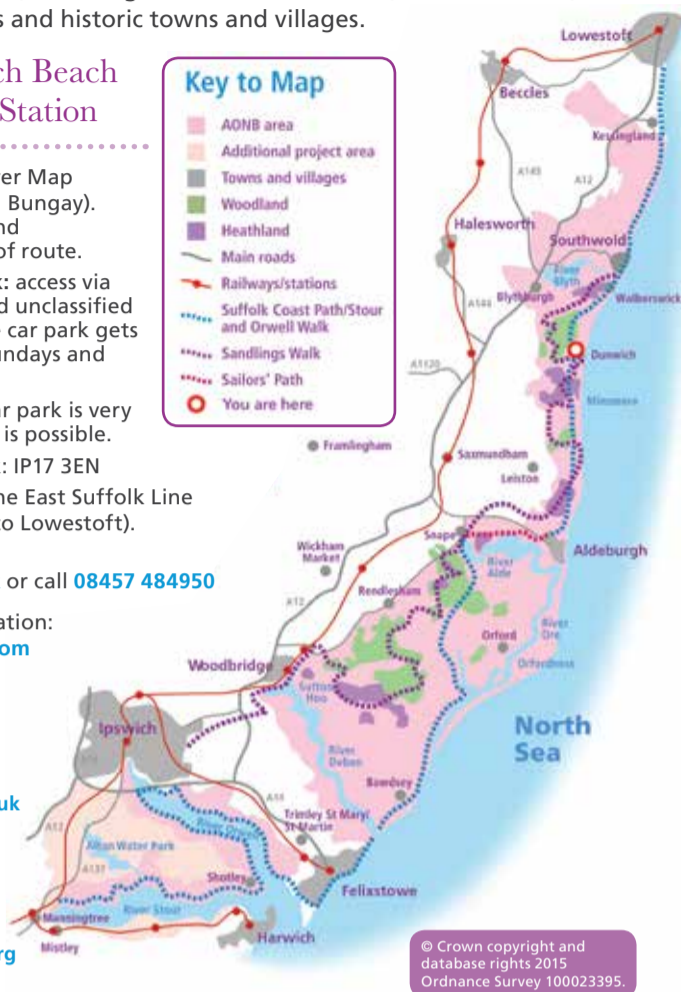 s and historic towns and villages.
ch Beach
Station
er Map
Bungay).
nd
of route.
k: access via
d unclassified
car park gets
undays and
ar park is very
is possible.
: IP17 3EN
ne East Suffolk Line
to Lowestoft).
or call 08457 484950
ation:
om
uk
rg
Key to Map
AONB area
Additional project area
Towns and villages
Woodland
Heathland
Main roads
Railways/stations
Suffolk Coast Path/Stour
and Orwell Walk
Sandlings Walk
Sailors' Path
You are here
Lowestoft
Beccles
Kessingland
A145
A12
Halesworth
Southwold
River
Blyth
Blythburgh
Walberswick
A144
Dunwich
A1120
Minsmere
Framlingham
Saxmundham
Leiston
Snape
Aldeburgh
Wickham
Market
River
Alde
Rendlesham
A12
Orford
River
Ore
Orfordness
Woodbridge
Sutton
Hoo
North
Sea
Ipswich
River
Deben
Bawdsey
A14
Trimley St Mary/
St Martin
River Orwell
A12
Alton Water Park
A137
Shotley
Felixstowe
Manningtree
River Stour
Mistley
Harwich
© Crown copyright and
database rights 2015
Ordnance Survey 100023395.